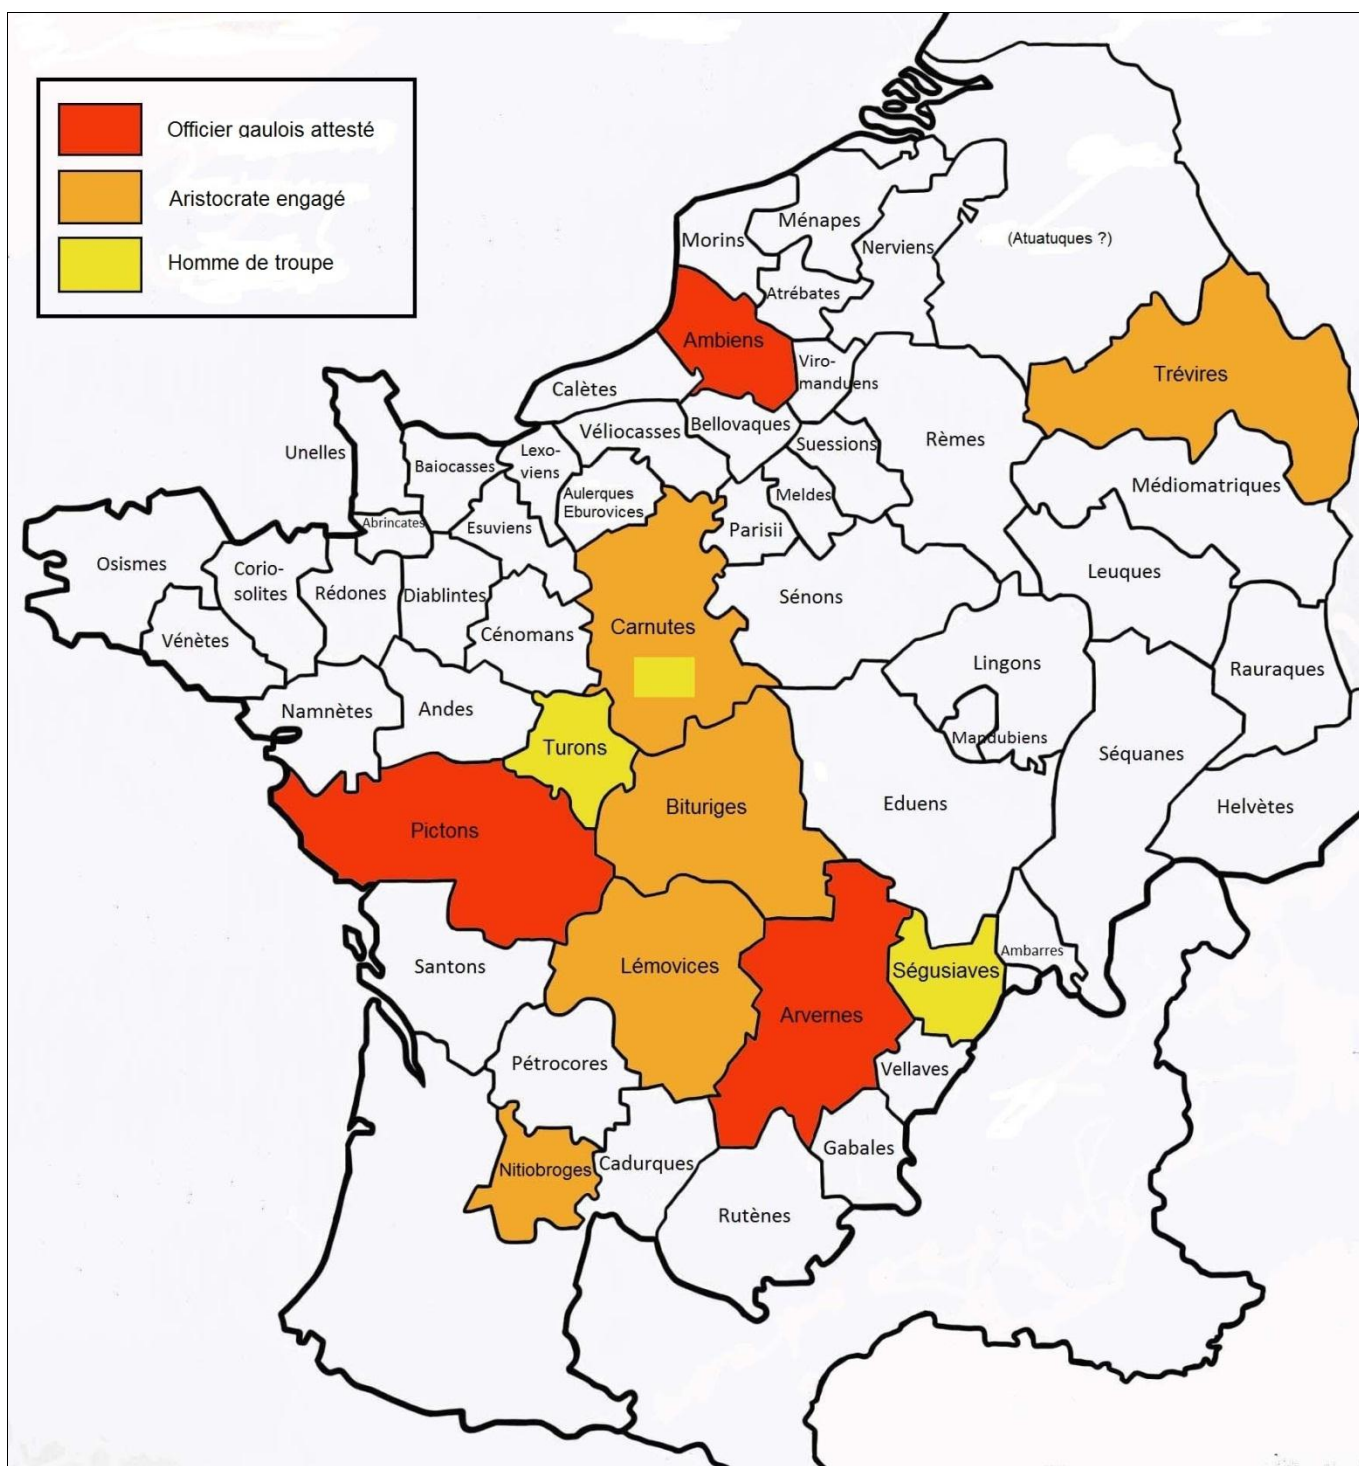 Officier gaulois attesté
Aristocrate engagé
Homme de troupe
Ménapes
Morins
Nerviens
(Atuatuques ?)
Atrébates
Ambiens
Viro-
manduens
Trévires
Calètes
Bellovaques
Véliocasses
Suessions
Rèmes
Unelles
Baiocasses
Lexo-
viens
Aulerques
Eburovices
Meldes
Médiomatriques
Abrincates
Esuviens
Parisii
Osismes
Corio-
solites
Rédones
Diablintes
Sénons
Leuques
Vénètes
Cénomans
Carnutes
Lingons
Rauraques
Namnètes
Andes
Turons
Mandubiens
Séquanes
Pictons
Bituriges
Eduens
Helvètes
Santons
Lémovices
Ségusiaves
Ambarres
Arvernes
Pétrocores
Vellaves
Nitiobroges
Cadurques
Gabales
Rutènes